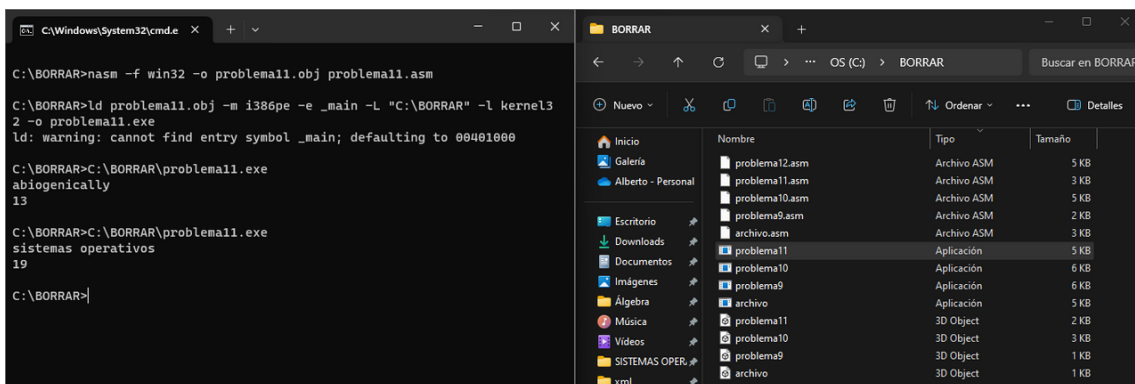 C:\Windows\System32\cmd.e
C:\BORRAR>nasm -f win32 -o problema11.obj problema11.asm
C:\BORRAR>ld problema11.obj -m i386pe -e _main -L "C:\BORRAR" -l kernel3
2 -o problema11.exe
ld: warning: cannot find entry symbol _main; defaulting to 00401000
C:\BORRAR>C:\BORRAR\problema11.exe
abiogenically
13
C:\BORRAR>C:\BORRAR\problema11.exe
sistemas operativos
19
C:\BORRAR>
BORRAR
OS (C:) > BORRAR
Buscar en BORRAR
Nuevo
Ordenar
Detalles
Inicio
Galería
Alberto - Personal
Escritorio
Downloads
Documentos
Imágenes
Álgebra
Música
Vídeos
SISTEMAS OPER
xml
Nombre Tipo Tamaño
problema12.asm Archivo ASM 5 KB
problema11.asm Archivo ASM 3 KB
problema10.asm Archivo ASM 5 KB
problema9.asm Archivo ASM 2 KB
archivo.asm Archivo ASM 3 KB
problema11 Aplicación 5 KB
problema10 Aplicación 6 KB
problema9 Aplicación 6 KB
archivo Aplicación 5 KB
problema11 3D Object 2 KB
problema10 3D Object 3 KB
problema9 3D Object 1 KB
archivo 3D Object 1 KB